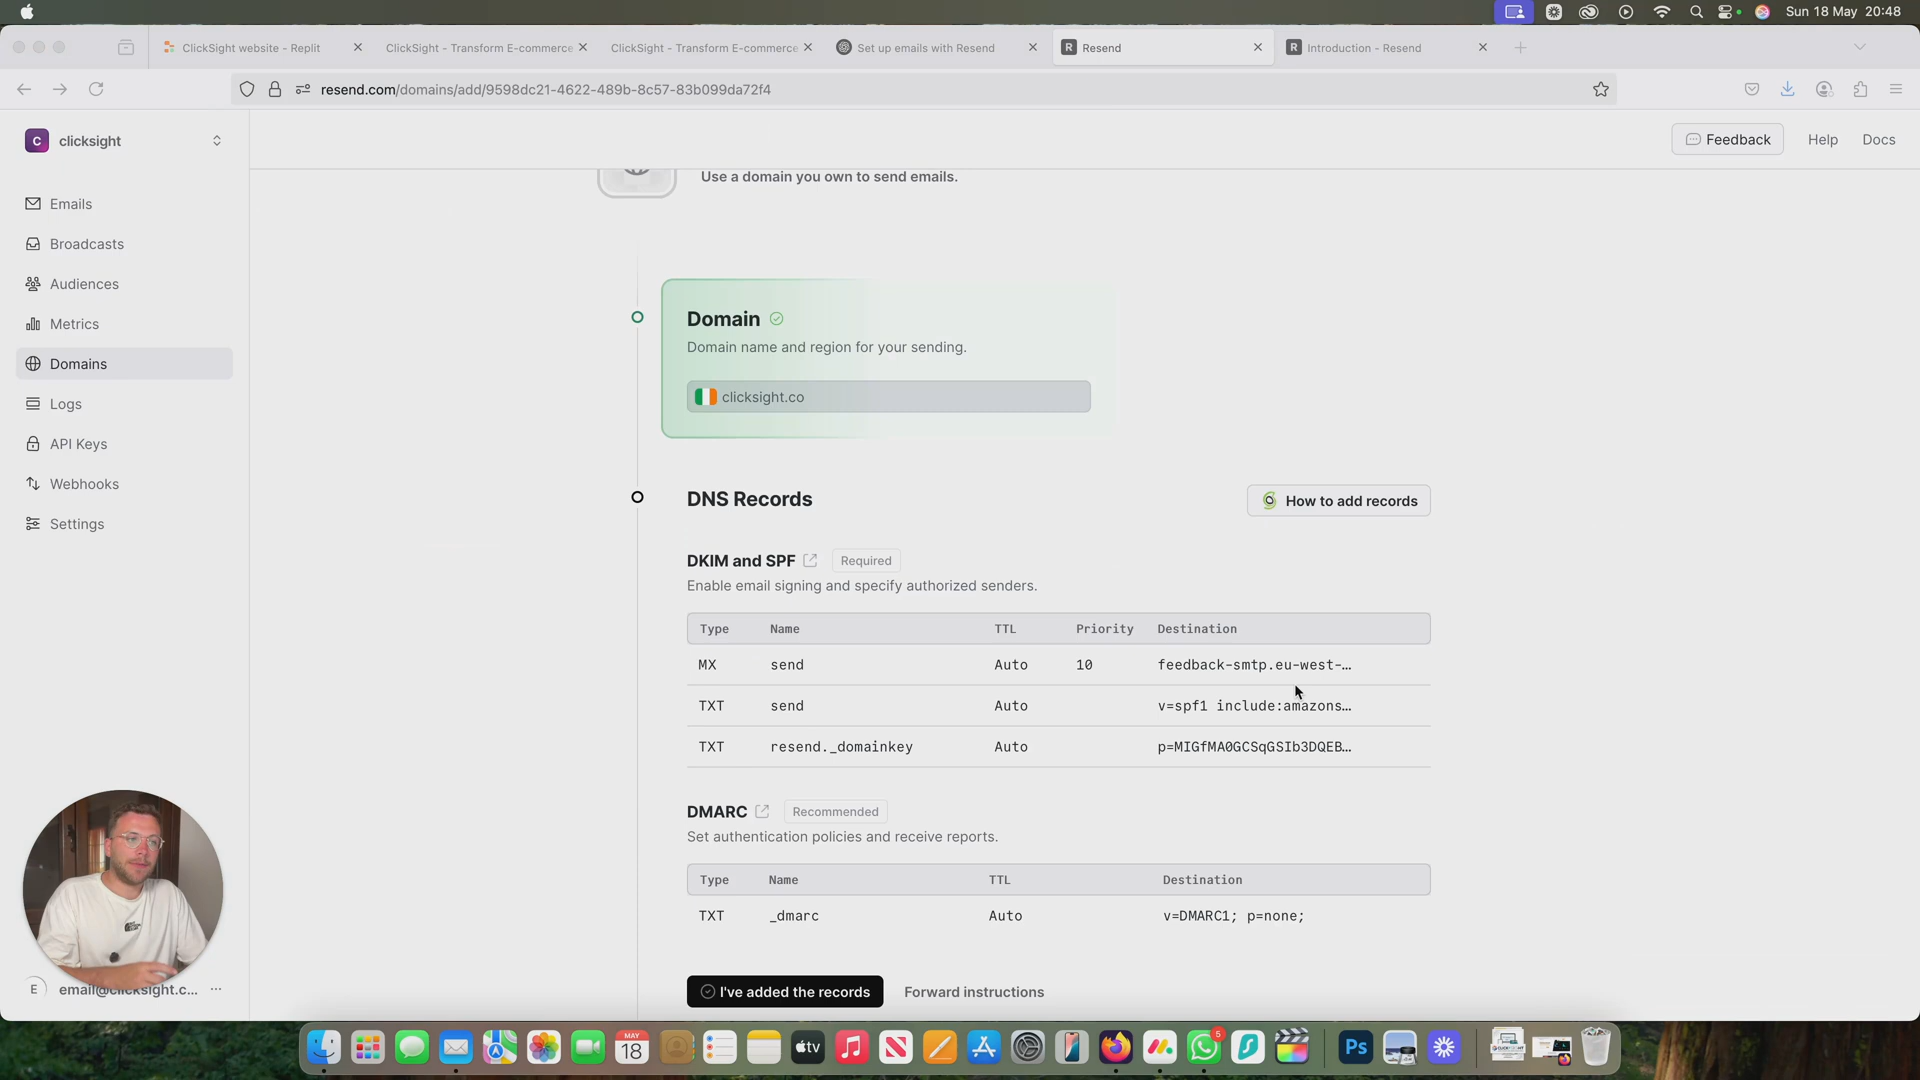 Sun 18 May 20:48
ClickSight website - Replit
ClickSight - Transform E-commerce
ClickSight - Transform E-commerce
Set up emails with Resend
R Resend
R Introduction - Resend
resend.com/domains/add/9598dc21-4622-489b-8c57-83b099da72f4
C clicksight
Feedback
Help
Docs
Use a domain you own to send emails.
Emails
Broadcasts
Audiences
Metrics
Domains
Logs
API Keys
Webhooks
Settings
Domain
Domain name and region for your sending.
clicksight.co
DNS Records
How to add records
DKIM and SPF
Required
Enable email signing and specify authorized senders.
Type Name TTL Priority Destination
MX send Auto 10 feedback-smtp.eu-west-…
TXT send Auto v=spf1 include:amazons…
TXT resend._domainkey Auto p=MIGfMA0GCSqGSIb3DQEB…
DMARC
Recommended
Set authentication policies and receive reports.
Type Name TTL Destination
TXT _dmarc Auto v=DMARC1; p=none;
E email@clicksight.c... ...
I've added the records
Forward instructions
MAY
18
tv
5
Ps